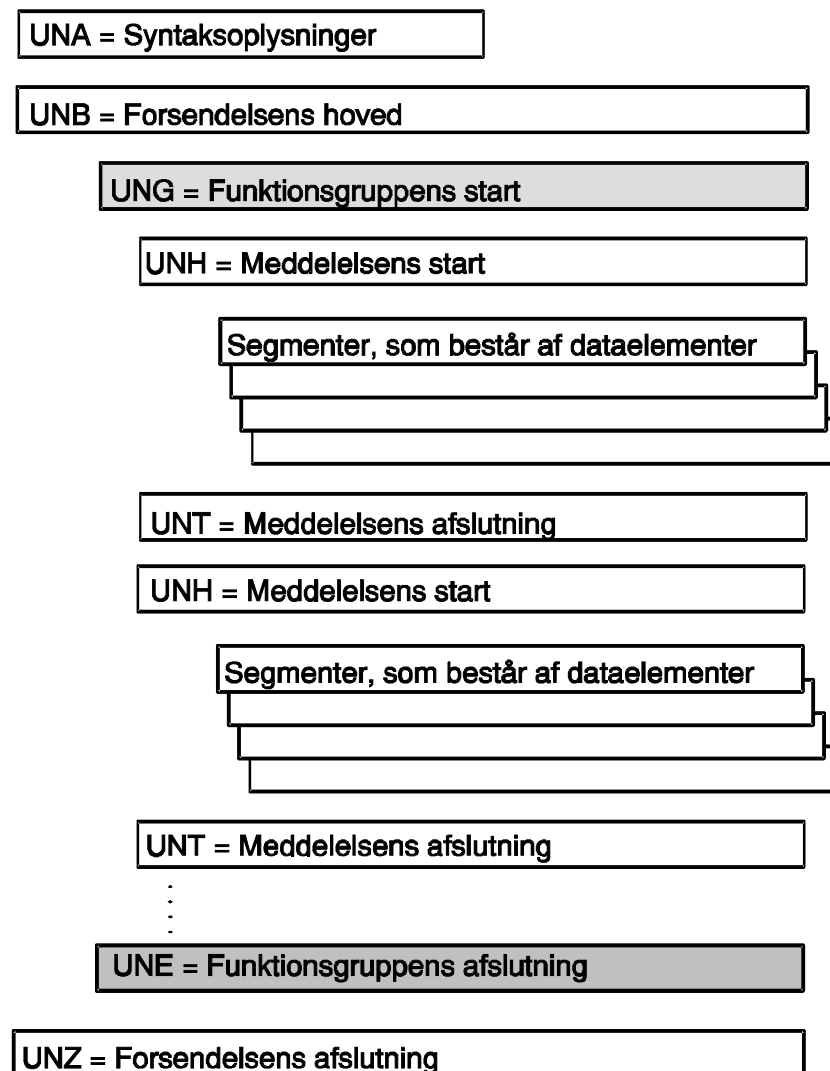 UNA = Syntaksoplysninger
UNB = Forsendelsens hoved
UNG = Funktionsgruppens start
UNH = Meddelelsens start
Segmenter, som består af dataelementer
UNT = Meddelelsens afslutning
UNH = Meddelelsens start
Segmenter, som består af dataelementer
UNT = Meddelelsens afslutning
UNE = Funktionsgruppens afslutning
UNZ = Forsendelsens afslutning